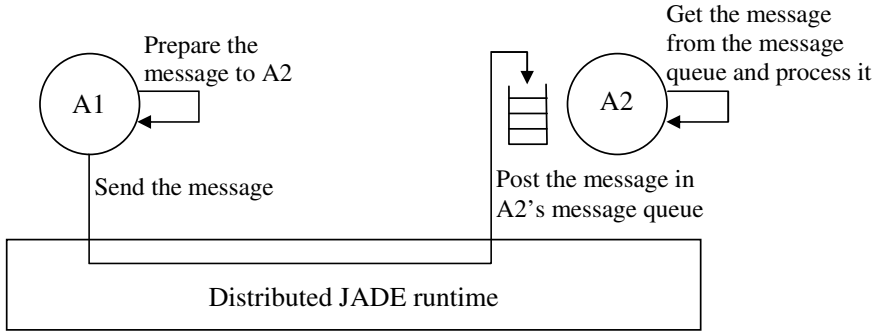 Prepare the
message to A2
A1
Get the message
from the message
queue and process it
A2
Send the message
Post the message in
A2's message queue
Distributed JADE runtime